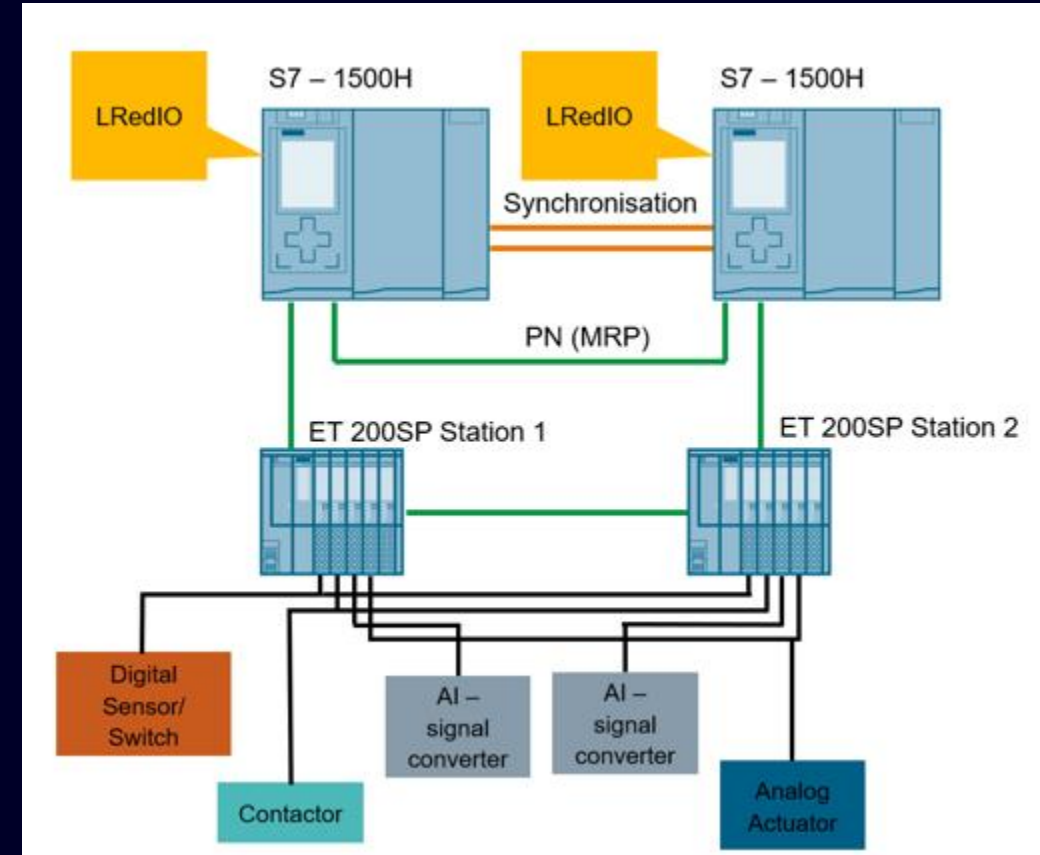 S7 – 1500H
S7 – 1500H
LRedIO
LRedIO
Synchronisation
PN (MRP)
ET 200SP Station 1
ET 200SP Station 2
Digital
Sensor/
Switch
AI –
signal
converter
AI –
signal
converter
Contactor
Analog
Actuator